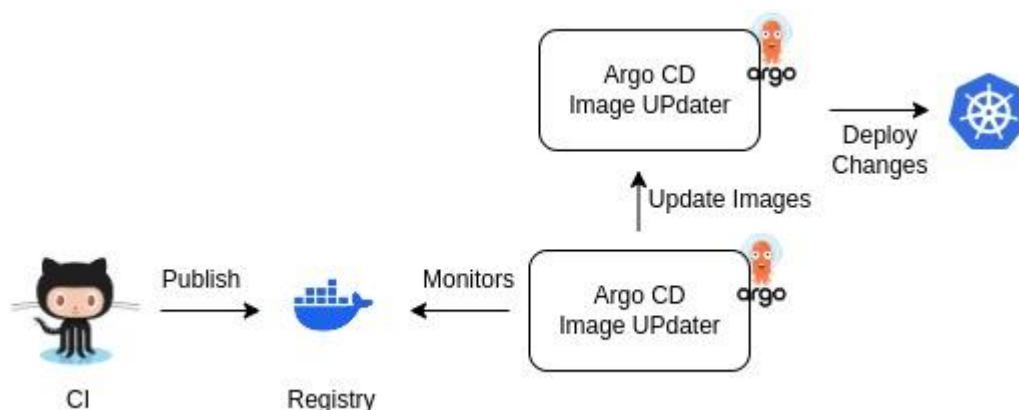 Argo CD
Image UPdater
argo
Deploy
Changes
Update Images
Publish
Monitors
Argo CD
Image UPdater
argo
CI
Registry